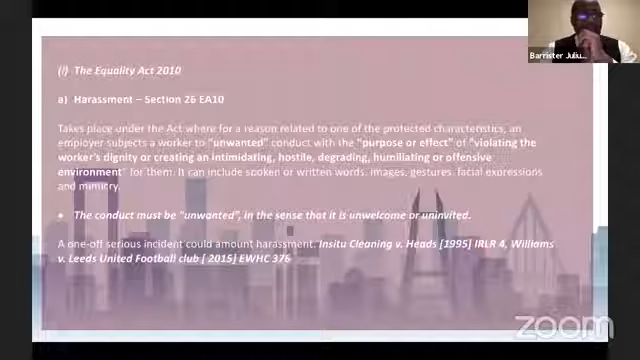 Barrister Juliu...
(i) The Equality Act 2010
a) Harassment – Section 26 EA10
Takes place under the Act where for a reason related to one of the protected characteristics, an
employer subjects a worker to "unwanted" conduct with the "purpose or effect" of "violating the
worker's dignity or creating an intimidating, hostile, degrading, humiliating or offensive
environment" for them. It can include spoken or written words, images, gestures, facial expressions
and mimicry.
• The conduct must be "unwanted", in the sense that it is unwelcome or uninvited.
A one-off serious incident could amount harassment. Insitu Cleaning v. Heads [1995] IRLR 4, Williams
v. Leeds United Football club [ 2015] EWHC 376
zoom